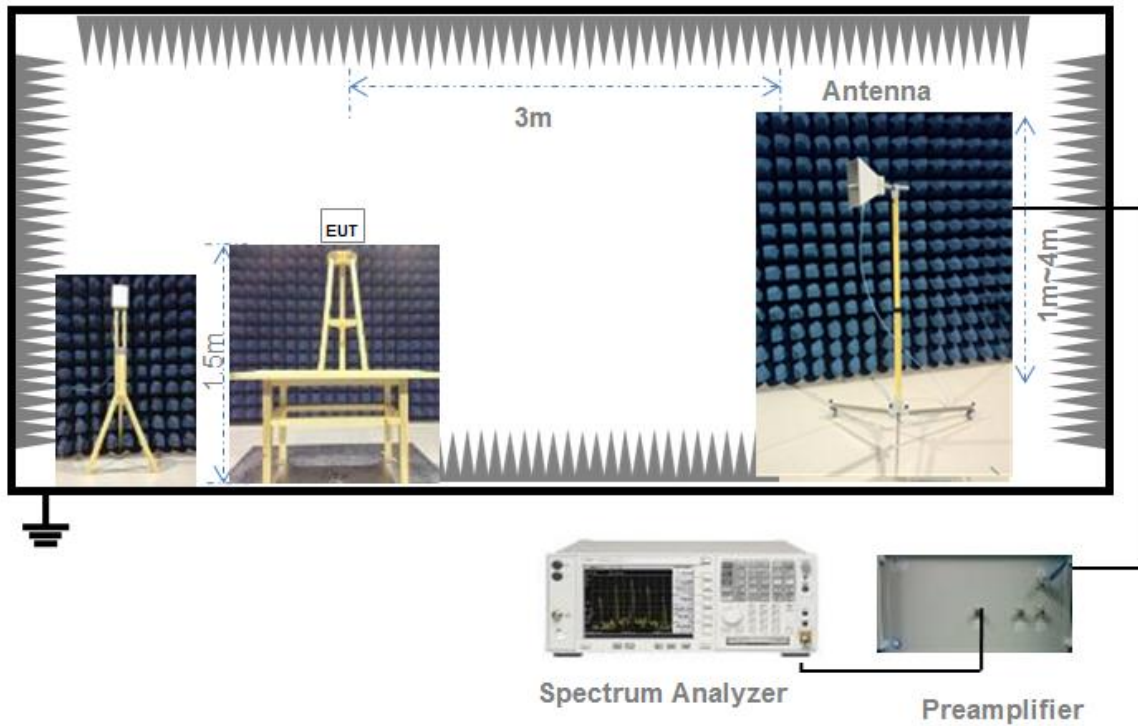 3m
Antenna
EUT
1.5m
1m~4m
Spectrum Analyzer
Preamplifier